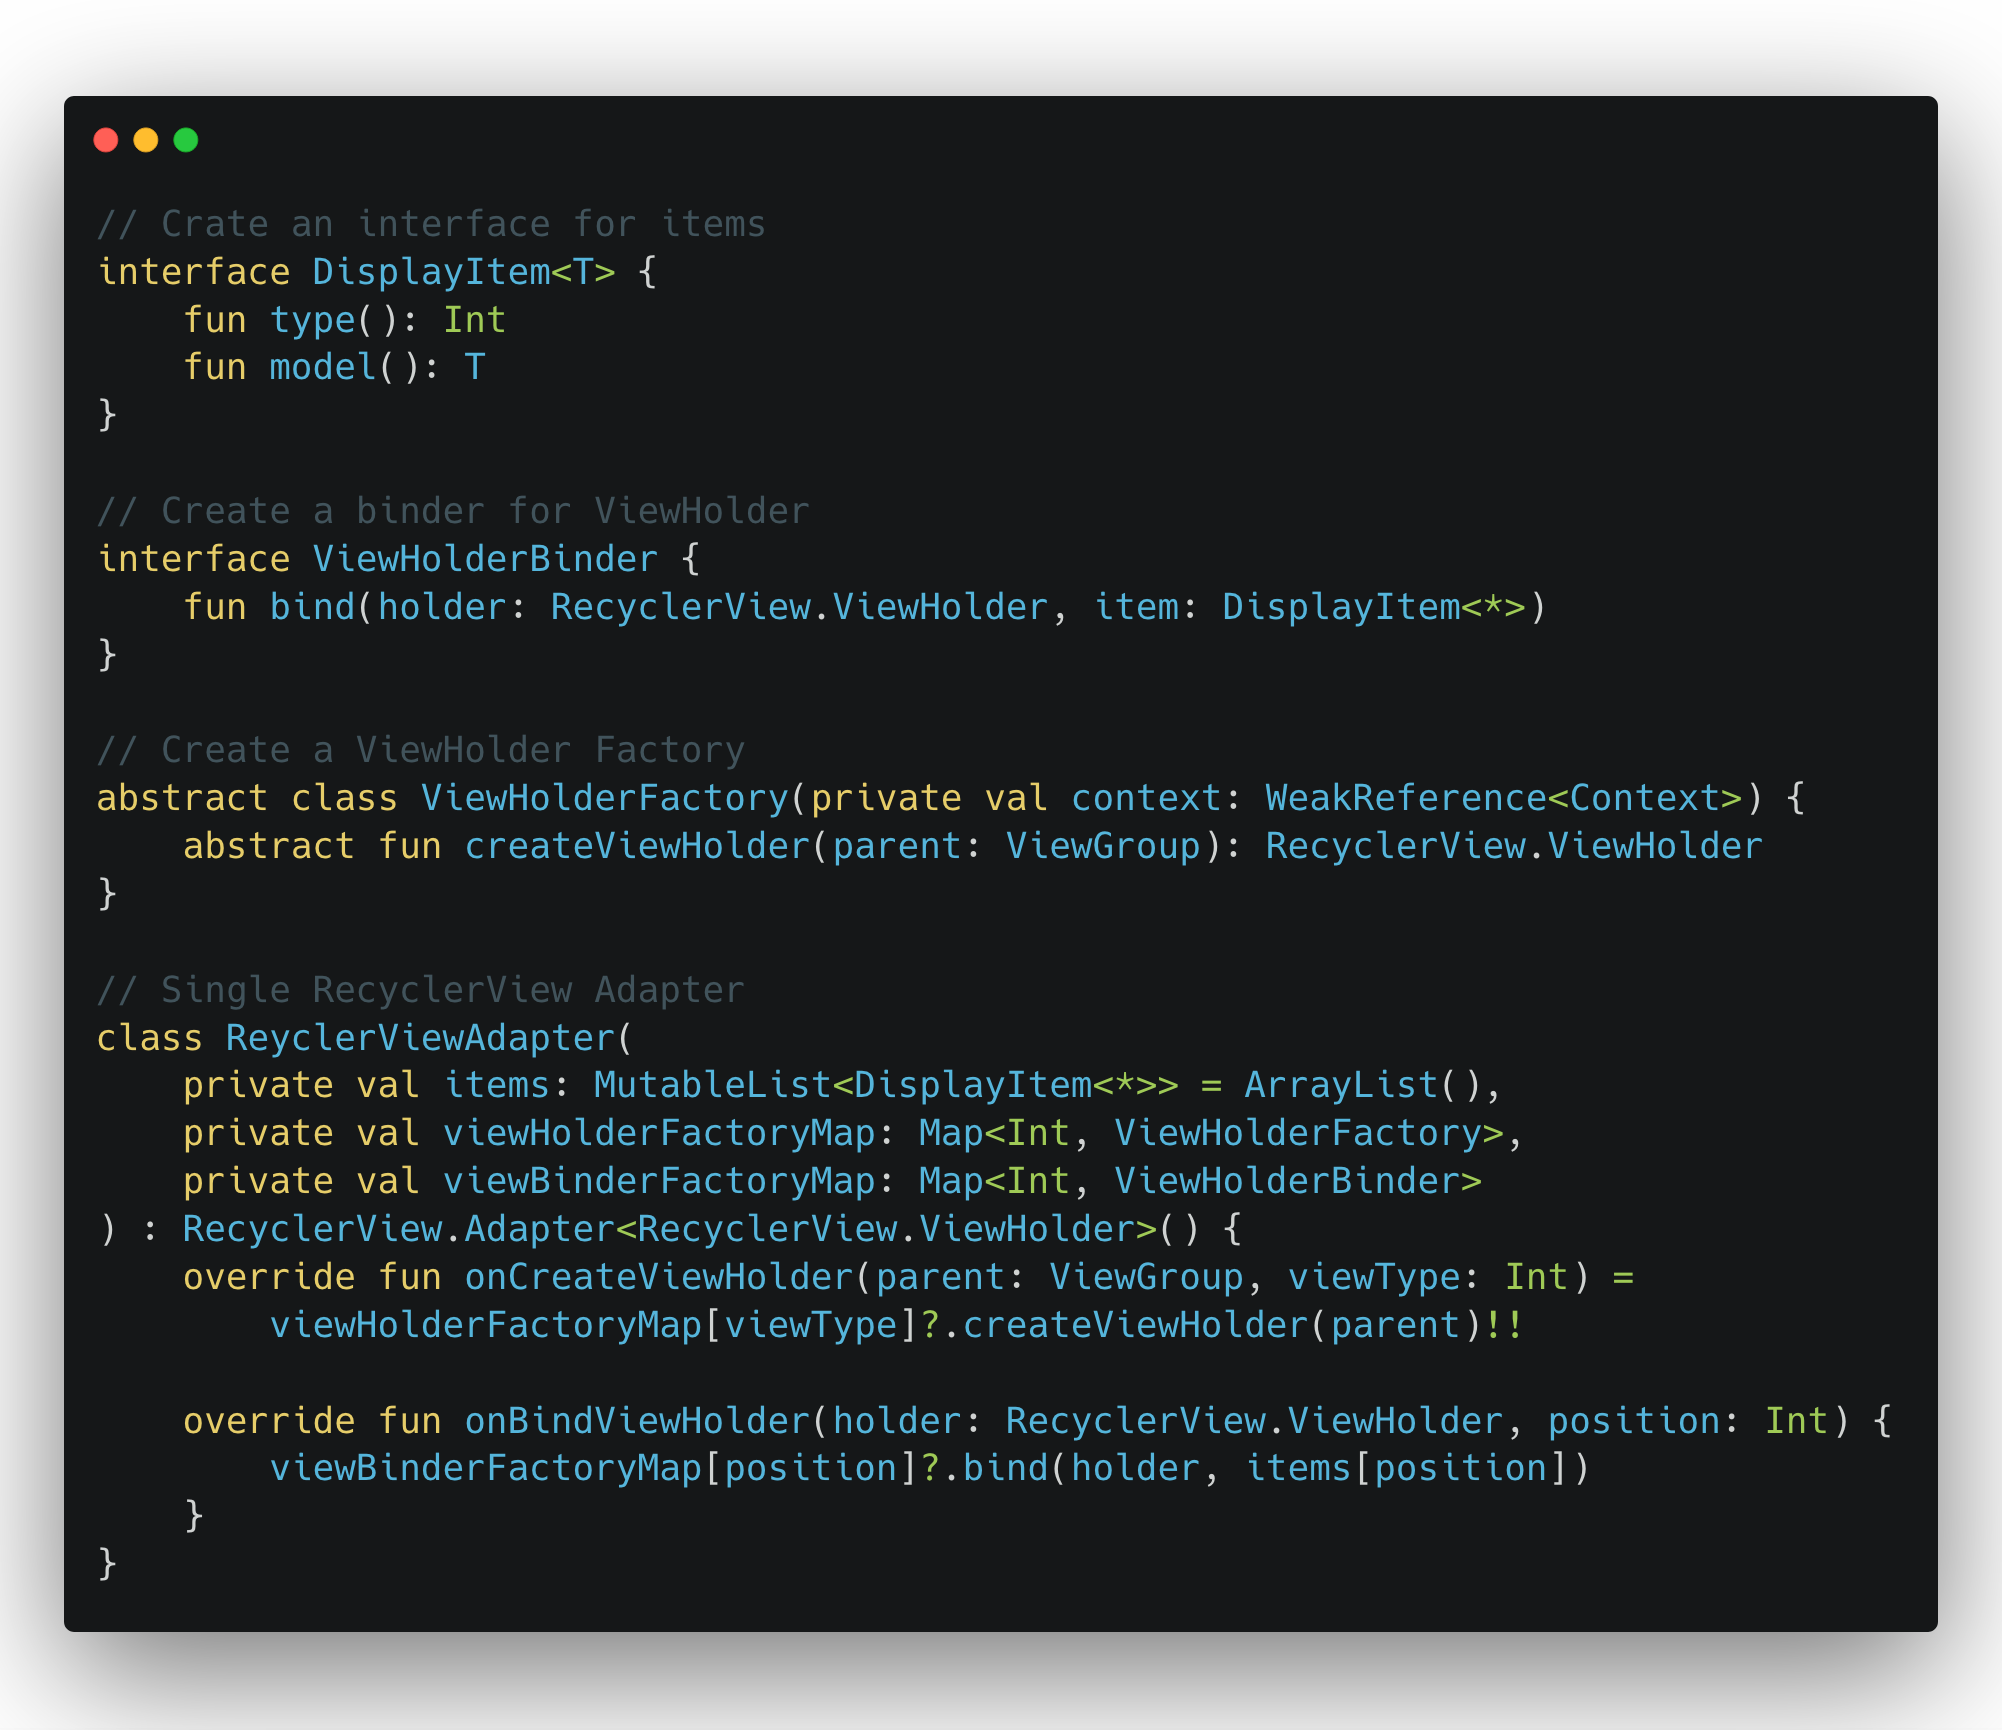 // Crate an interface for items
interface DisplayItem<T> {
    fun type(): Int
    fun model(): T
}

// Create a binder for ViewHolder
interface ViewHolderBinder {
    fun bind(holder: RecyclerView.ViewHolder, item: DisplayItem<*>)
}

// Create a ViewHolder Factory
abstract class ViewHolderFactory(private val context: WeakReference<Context>) {
    abstract fun createViewHolder(parent: ViewGroup): RecyclerView.ViewHolder
}

// Single RecyclerView Adapter
class ReyclerViewAdapter(
    private val items: MutableList<DisplayItem<*>> = ArrayList(),
    private val viewHolderFactoryMap: Map<Int, ViewHolderFactory>,
    private val viewBinderFactoryMap: Map<Int, ViewHolderBinder>
) : RecyclerView.Adapter<RecyclerView.ViewHolder>() {
    override fun onCreateViewHolder(parent: ViewGroup, viewType: Int) =
        viewHolderFactoryMap[viewType]?.createViewHolder(parent)!!

    override fun onBindViewHolder(holder: RecyclerView.ViewHolder, position: Int) {
        viewBinderFactoryMap[position]?.bind(holder, items[position])
    }
}